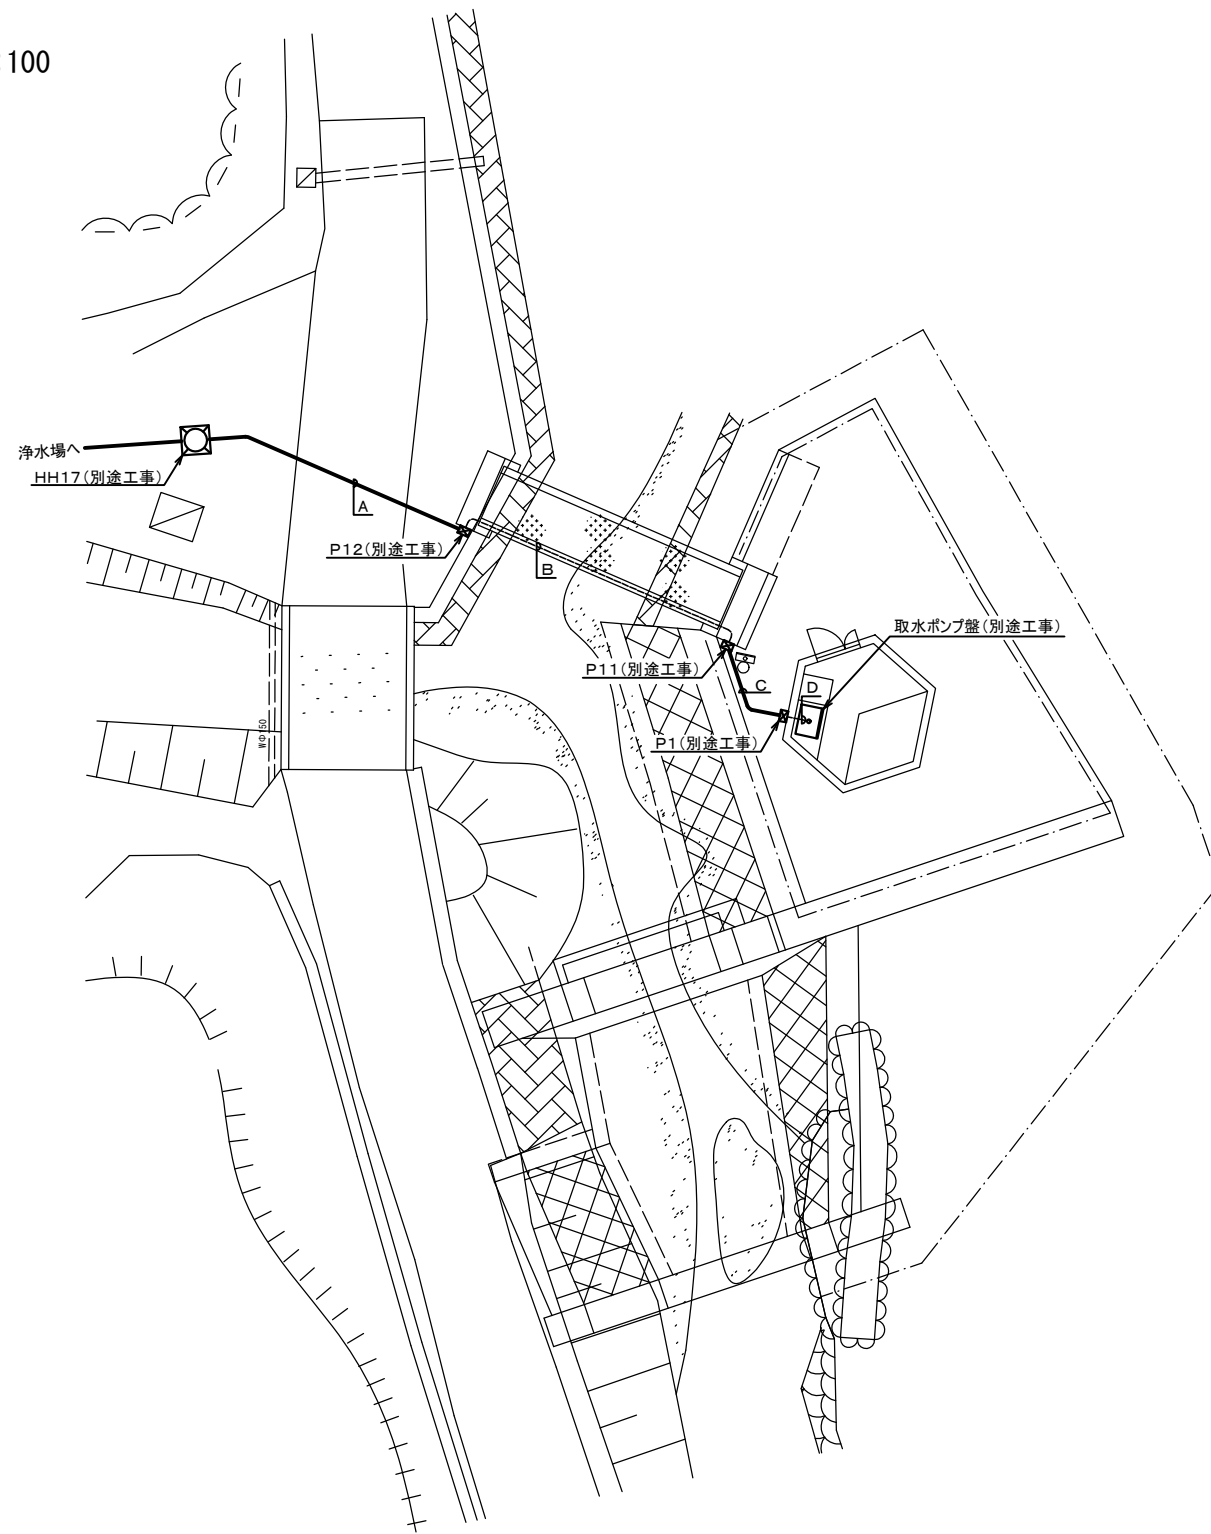 100
浄水場へ
HH17(別途工事)
A
P12(別途工事)
B
取水ポンプ盤(別途工事)
P11(別途工事)
C
D
P1(別途工事)
WΦ150